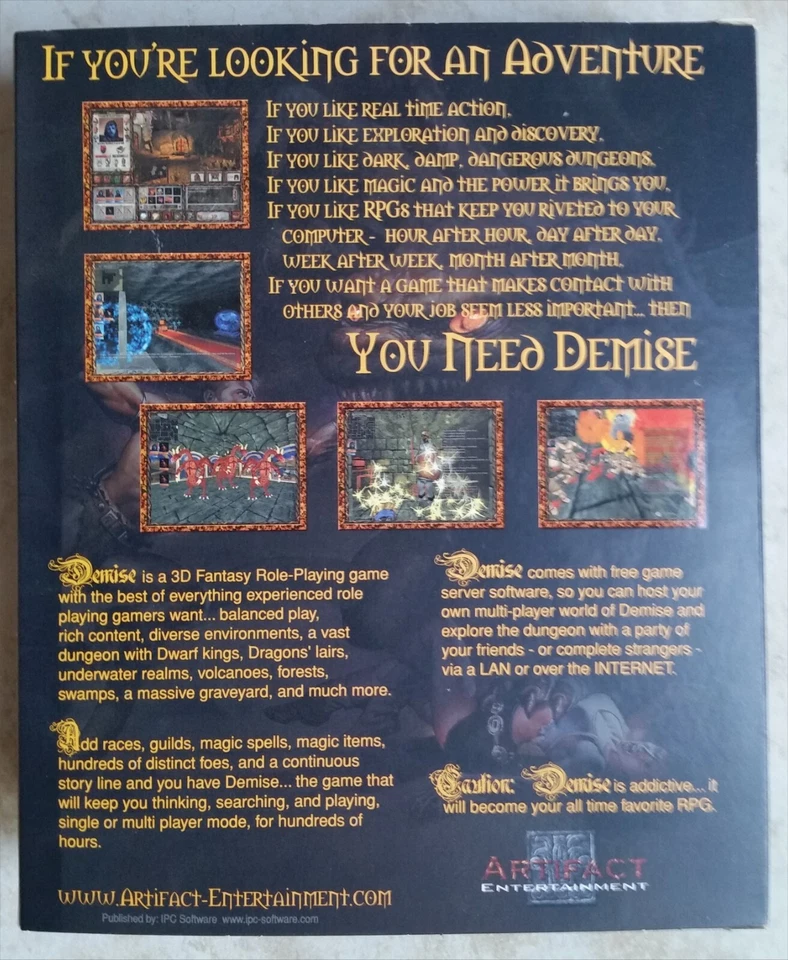 If you're looking for an Adventure
If you like real time action.
If you like exploration and discovery.
If you like dark, damp, dangerous dungeons.
If you like magic and the power it brings you.
If you like RPGs that keep you riveted to your
computer - hour after hour, day after day,
week after week, month after month.
If you want a game that makes contact with
others and your job seem less important... then
You Need Demise
Demise is a 3D Fantasy Role-Playing game
with the best of everything experienced role
playing gamers want... balanced play,
rich content, diverse environments, a vast
dungeon with Dwarf kings, Dragons' lairs,
underwater realms, volcanoes, forests,
swamps, a massive graveyard, and much more.
Add races, guilds, magic spells, magic items,
hundreds of distinct foes, and a continuous
story line and you have Demise... the game that
will keep you thinking, searching, and playing,
single or multi player mode, for hundreds of
hours.
Demise comes with free game
server software, so you can host your
own multi-player world of Demise and
explore the dungeon with a party of
your friends - or complete strangers -
via a LAN or over the INTERNET.
Caution: Demise is addictive... it
will become your all time favorite RPG.
ARTIFACT
ENTERTAINMENT
www.Artifact-Entertainment.com
Published by: IPC Software www.ipc-software.com